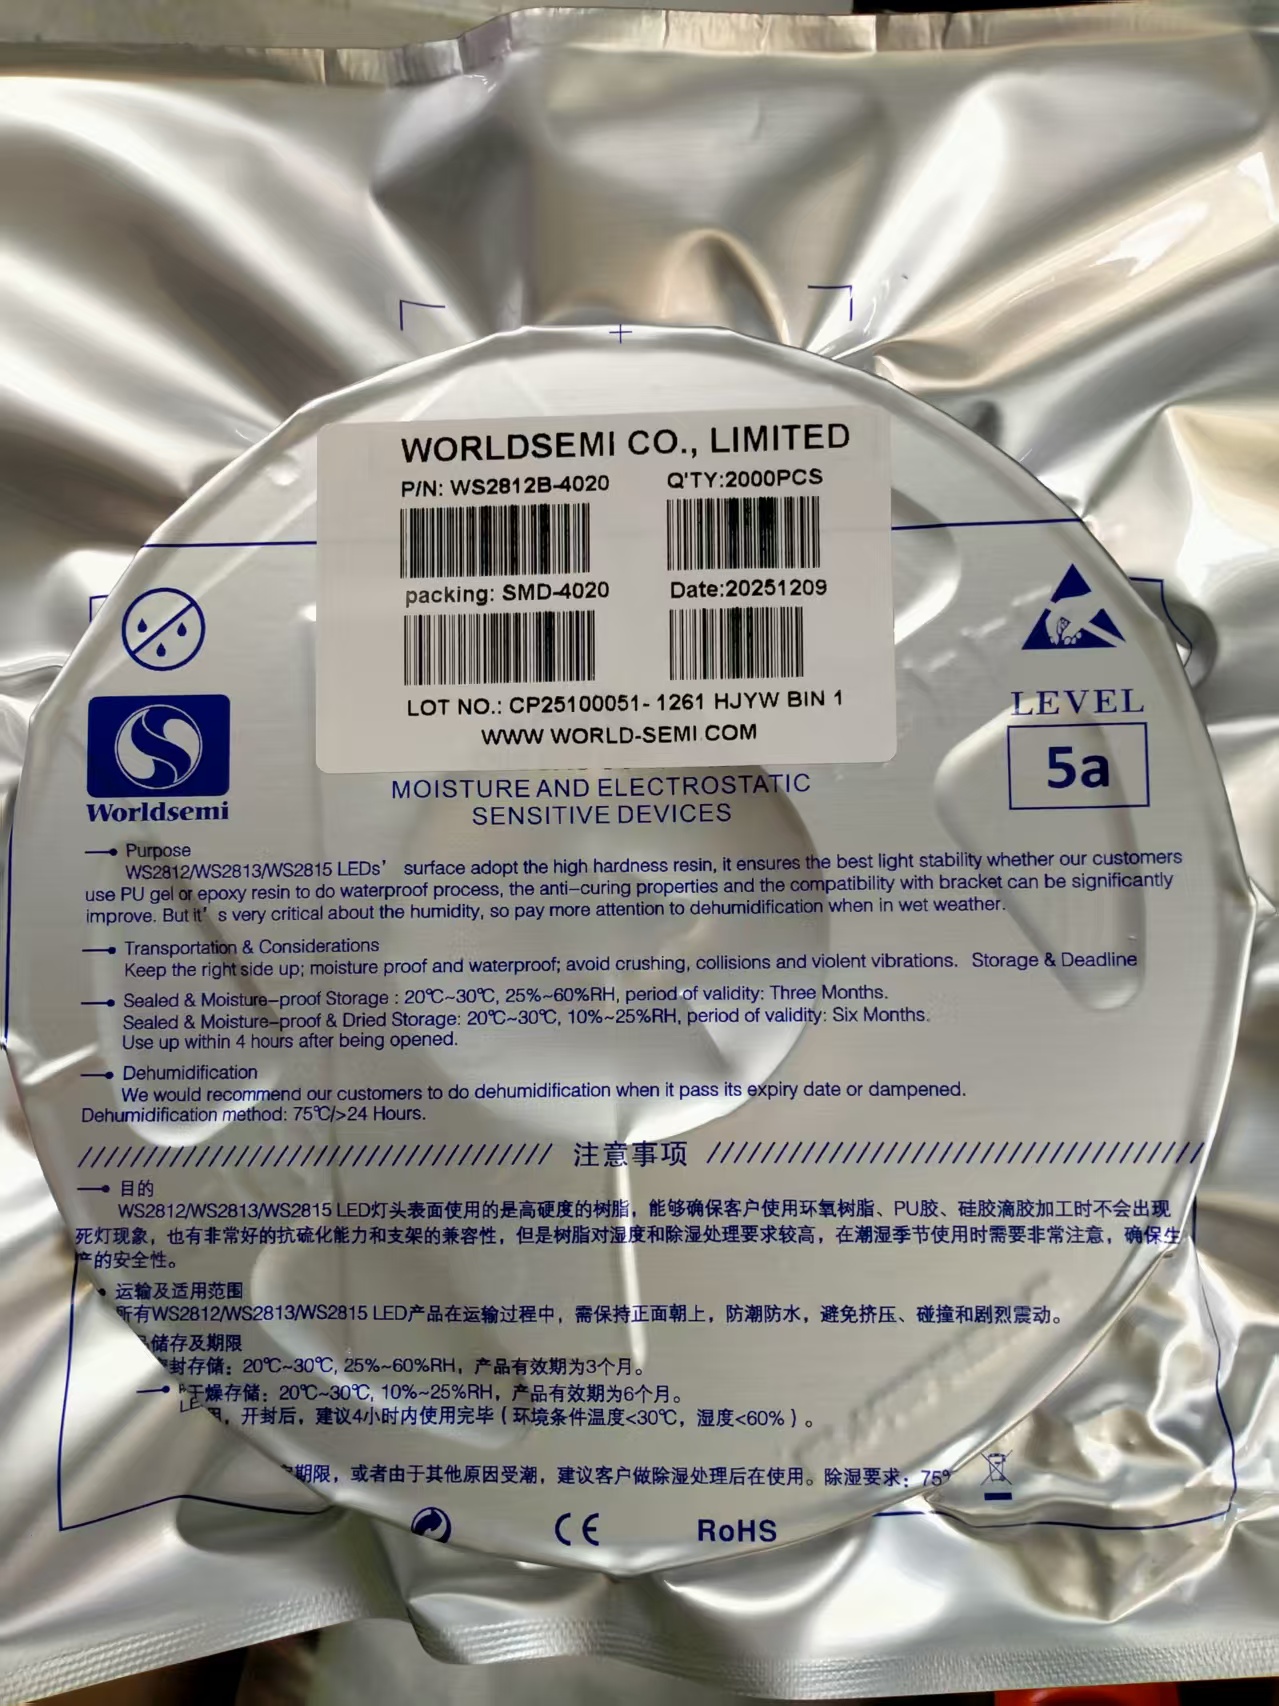 WORLDSEMI CO., LIMITED
P/N: WS2812B-4020
Q'TY:2000PCS
packing: SMD-4020
Date:20251209
LOT NO.: CP25100051- 1261 HJYW BIN 1
WWW WORLD-SEMI.COM
Worldsemi
LEVEL
5a
MOISTURE AND ELECTROSTATIC
SENSITIVE DEVICES
Purpose
WS2812/WS2813/WS2815 LEDs’ surface adopt the high hardness resin, it ensures the best light stability whether our customers
use PU gel or epoxy resin to do waterproof process, the anti-curing properties and the compatibility with bracket can be significantly
improve. But it’ s very critical about the humidity, so pay more attention to dehumidification when in wet weather.
Transportation & Considerations
Keep the right side up; moisture proof and waterproof; avoid crushing, collisions and violent vibrations. Storage & Deadline
Sealed & Moisture-proof Storage : 20℃~30℃, 25%~60%RH, period of validity: Three Months.
Sealed & Moisture-proof & Dried Storage: 20℃~30℃, 10%~25%RH, period of validity: Six Months.
Use up within 4 hours after being opened.
Dehumidification
We would recommend our customers to do dehumidification when it pass its expiry date or dampened.
Dehumidification method: 75℃/>24 Hours.
注意事项
目的
WS2812/WS2813/WS2815 LED灯头表面使用的是高硬度的树脂，能够确保客户使用环氧树脂、PU胶、硅胶滴胶加工时不会出现
死灯现象，也有非常好的抗硫化能力和支架的兼容性，但是树脂对湿度和除湿处理要求较高，在潮湿季节使用时需要非常注意，确保生
产的安全性。
运输及适用范围
所有WS2812/WS2813/WS2815 LED产品在运输过程中，需保持正面朝上，防潮防水，避免挤压、碰撞和剧烈震动。
储存及期限
封存储：20℃~30℃, 25%~60%RH，产品有效期为3个月。
干燥存储：20℃~30℃, 10%~25%RH，产品有效期为6个月。
，开封后，建议4小时内使用完毕（环境条件温度<30℃，湿度<60%）。
期限，或者由于其他原因受潮，建议客户做除湿处理后在使用。除湿要求：75°
CE
RoHS